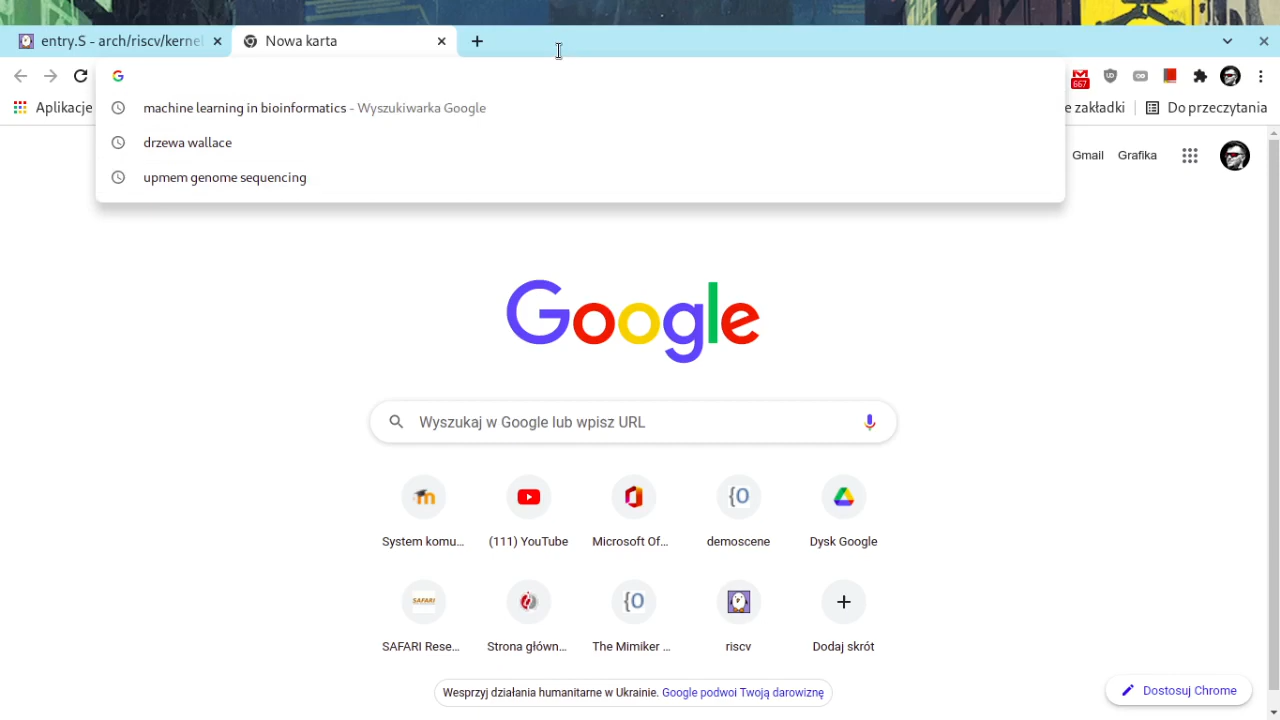 entry.S - arch/riscv/kernel
Nowa karta
667
Aplikacje
e zakładki
Do przeczytania
machine learning in bioinformatics - Wyszukiwarka Google
drzewa wallace
upmem genome sequencing
Gmail
Grafika
Google
Wyszukaj w Google lub wpisz URL
System komu...
(111) YouTube
Microsoft Of...
demoscene
Dysk Google
SAFARI Rese...
Strona główn...
The Mimiker ...
riscv
Dodaj skrót
Wesprzyj działania humanitarne w Ukrainie. Google podwoi Twoją darowiznę
Dostosuj Chrome